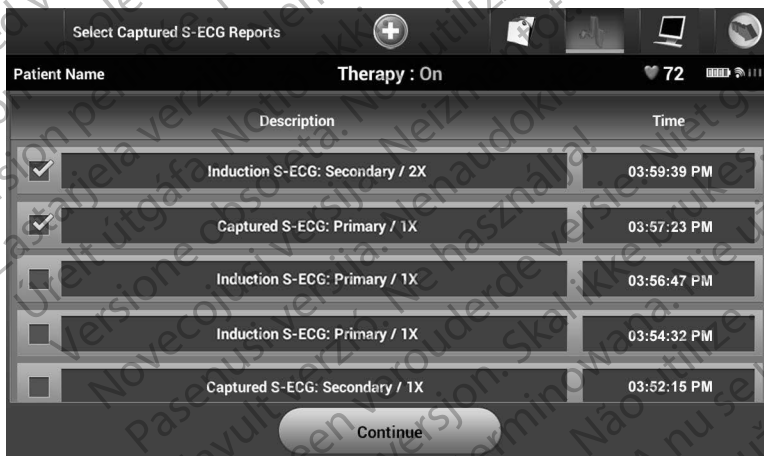 Select Captured S-ECG Reports
Patient Name Therapy : On 72
Description Time
Induction S-ECG: Secondary / 2X 03:59:39 PM
Captured S-ECG: Primary / 1X 03:57:23 PM
Induction S-ECG: Primary / 1X 03:56:47 PM
Induction S-ECG: Primary / 1X 03:54:32 PM
Captured S-ECG: Secondary / 1X 03:52:15 PM
Continue